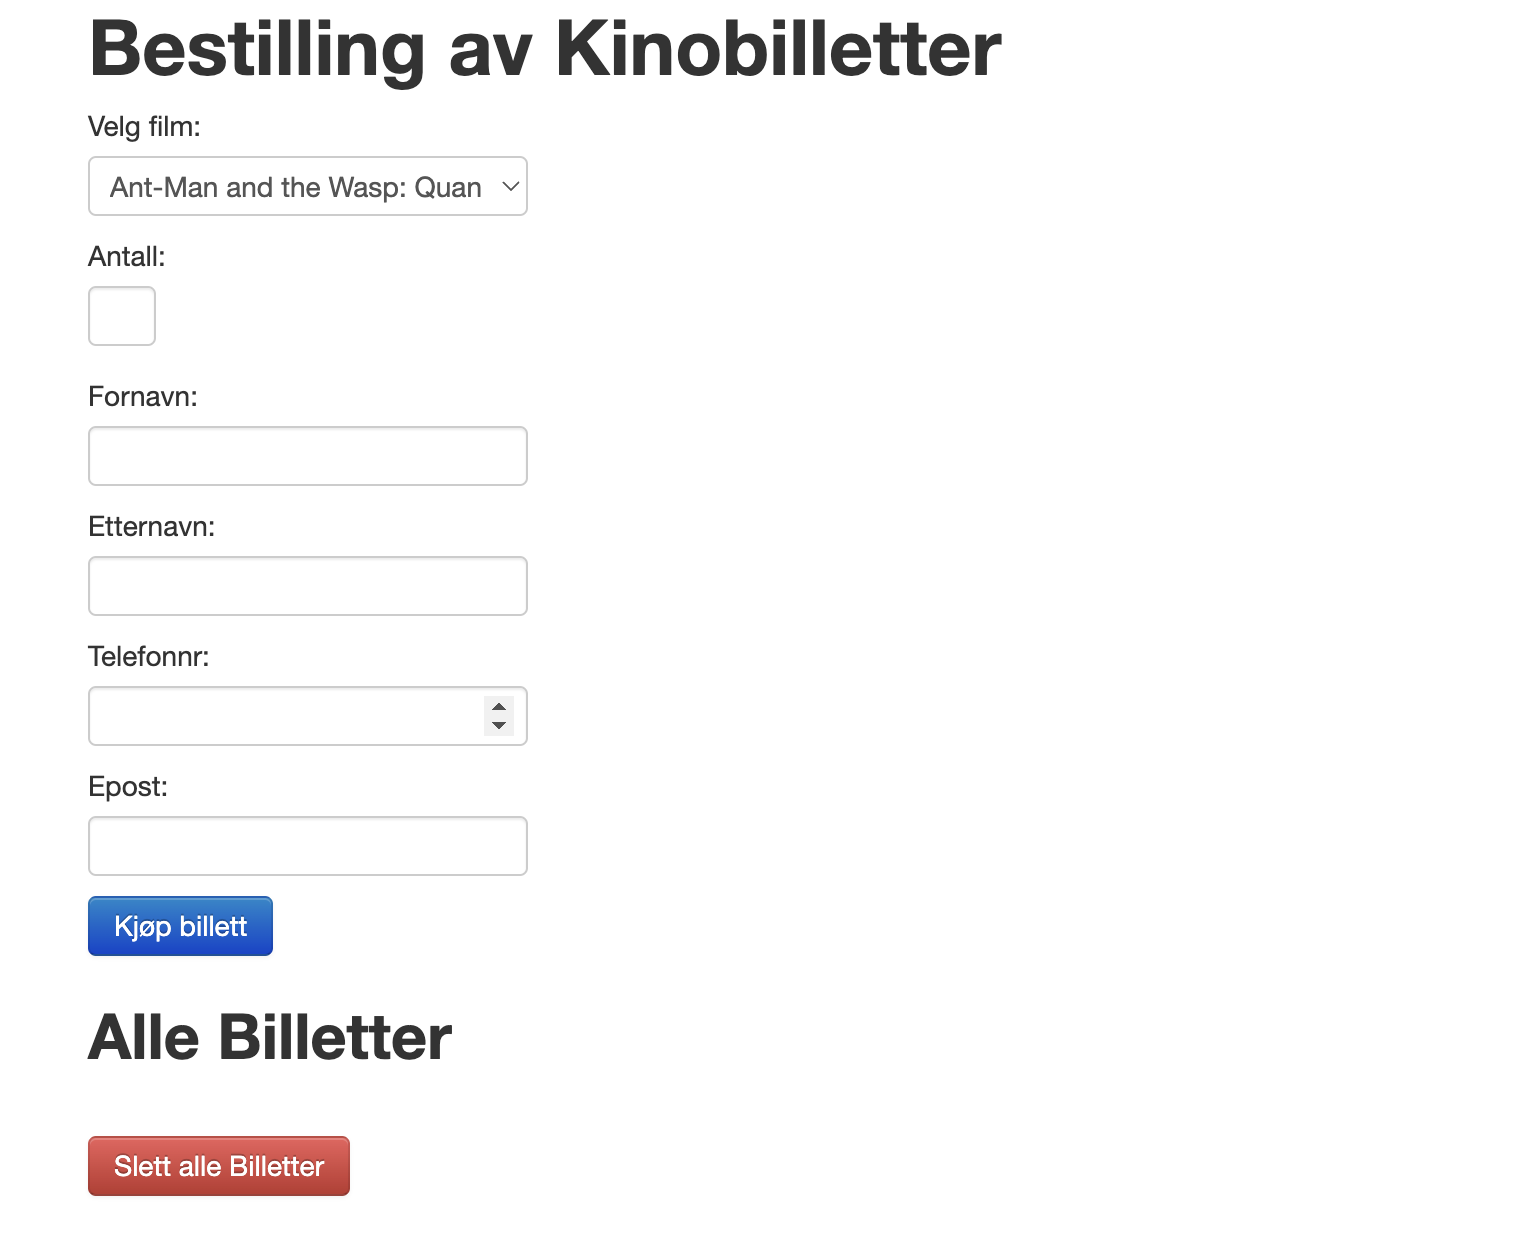 Bestilling av Kinobilletter
Velg film:
Ant-Man and the Wasp: Quan
Antall:
Fornavn:
Etternavn:
Telefonnr:
Epost:
Kjøp billett
Alle Billetter
Slett alle Billetter